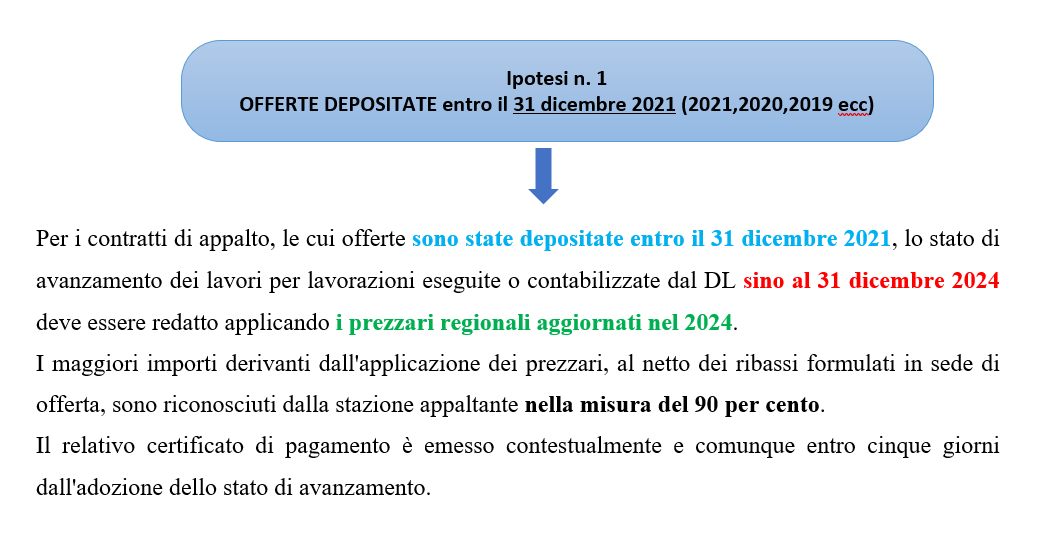 Ipotesi n. 1
OFFERTE DEPOSITATE entro il 31 dicembre 2021 (2021,2020,2019 ecc)
Per i contratti di appalto, le cui offerte sono state depositate entro il 31 dicembre 2021, lo stato di
avanzamento dei lavori per lavorazioni eseguite o contabilizzate dal DL sino al 31 dicembre 2024
deve essere redatto applicando i prezzari regionali aggiornati nel 2024.
I maggiori importi derivanti dall'applicazione dei prezzari, al netto dei ribassi formulati in sede di
offerta, sono riconosciuti dalla stazione appaltante nella misura del 90 per cento.
Il relativo certificato di pagamento è emesso contestualmente e comunque entro cinque giorni
dall'adozione dello stato di avanzamento.